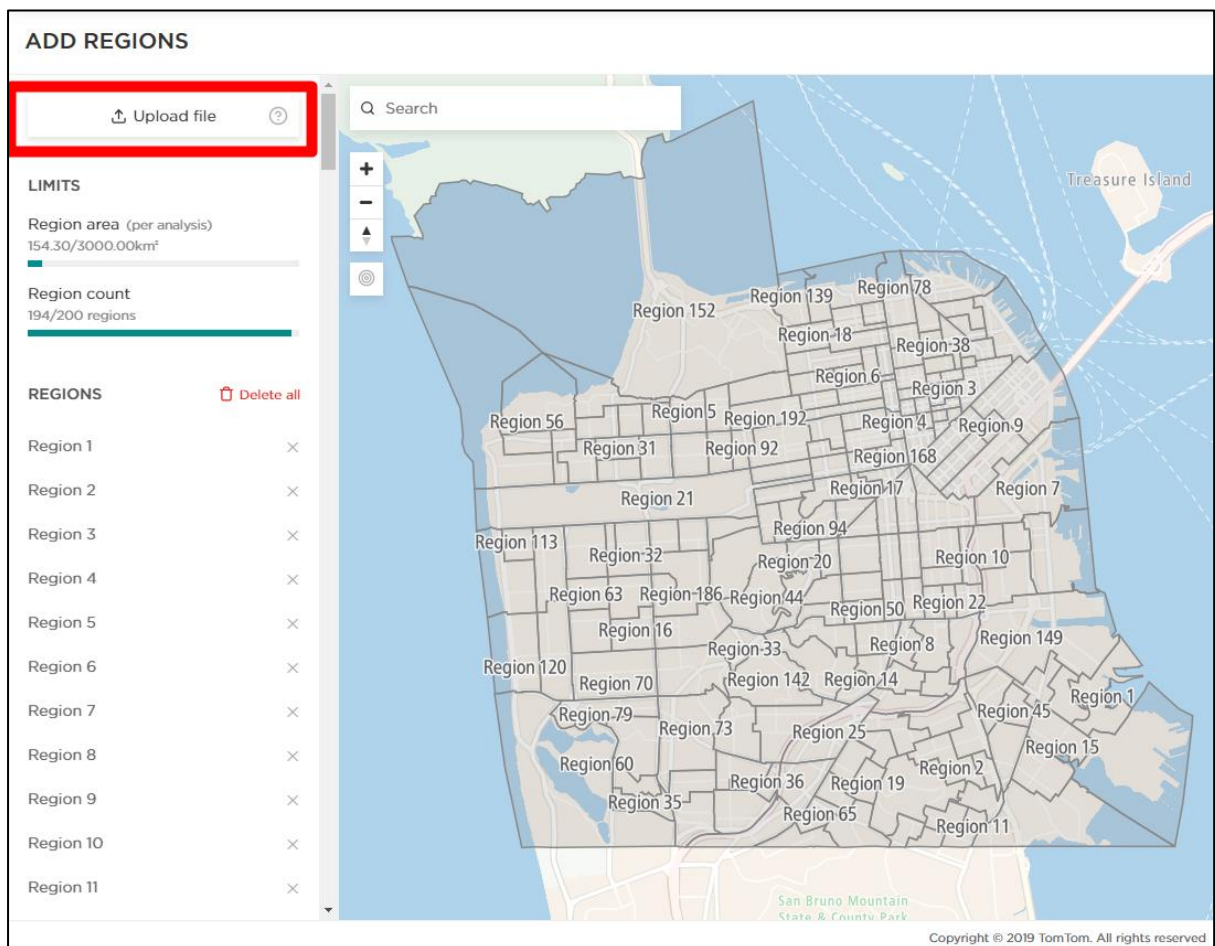 ADD REGIONS
Upload file
?
LIMITS
Region area (per analysis)
154.30/3000.00km²
Region count
194/200 regions
REGIONS
Delete all
Region 1
Region 2
Region 3
Region 4
Region 5
Region 6
Region 7
Region 8
Region 9
Region 10
Region 11
Search
Treasure Island
Region 152
Region 139
Region 78
Region 18
Region 38
Region 6
Region 3
Region 56
Region 5
Region 192
Region 4
Region 9
Region 31
Region 92
Region 168
Region 21
Region 17
Region 7
Region 113
Region 32
Region 94
Region 20
Region 10
Region 63
Region 186
Region 44
Region 50
Region 22
Region 16
Region 33
Region 8
Region 149
Region 120
Region 70
Region 142
Region 14
Region 1
Region 79
Region 73
Region 25
Region 45
Region 15
Region 60
Region 36
Region 19
Region 2
Region 35
Region 65
Region 11
San Bruno Mountain
State & County Park
Copyright © 2019 TomTom. All rights reserved